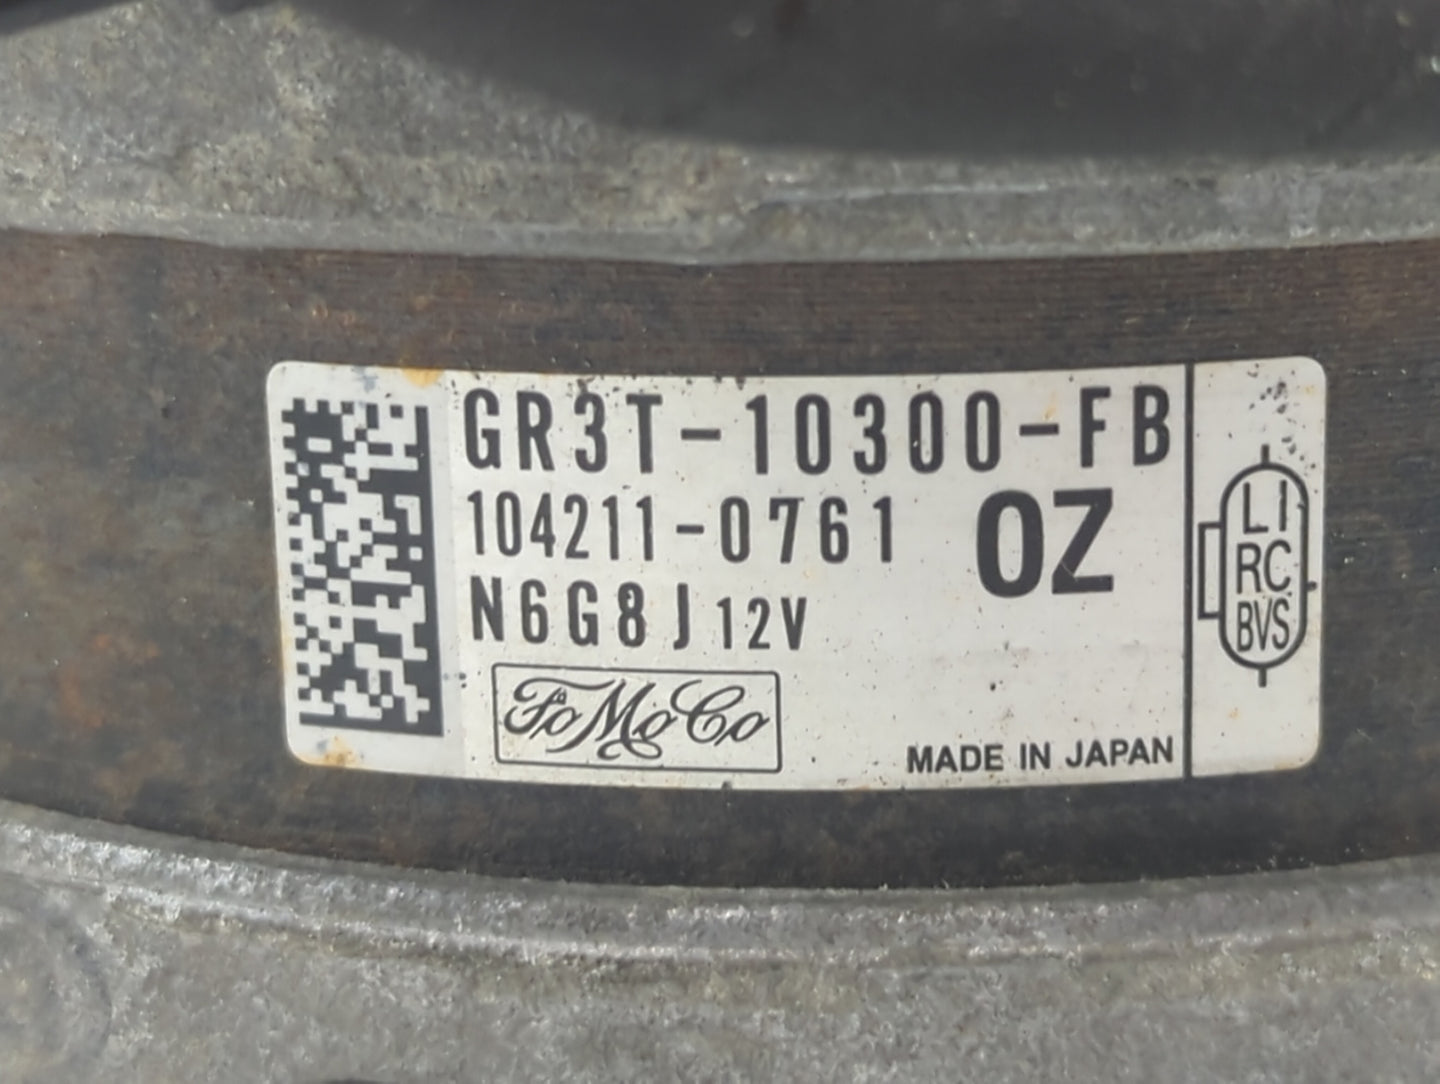 GR3T-10300-FB
104211-0761 OZ
N6G8J 12V
FoMoCo
MADE IN JAPAN
LI
RC
BVS